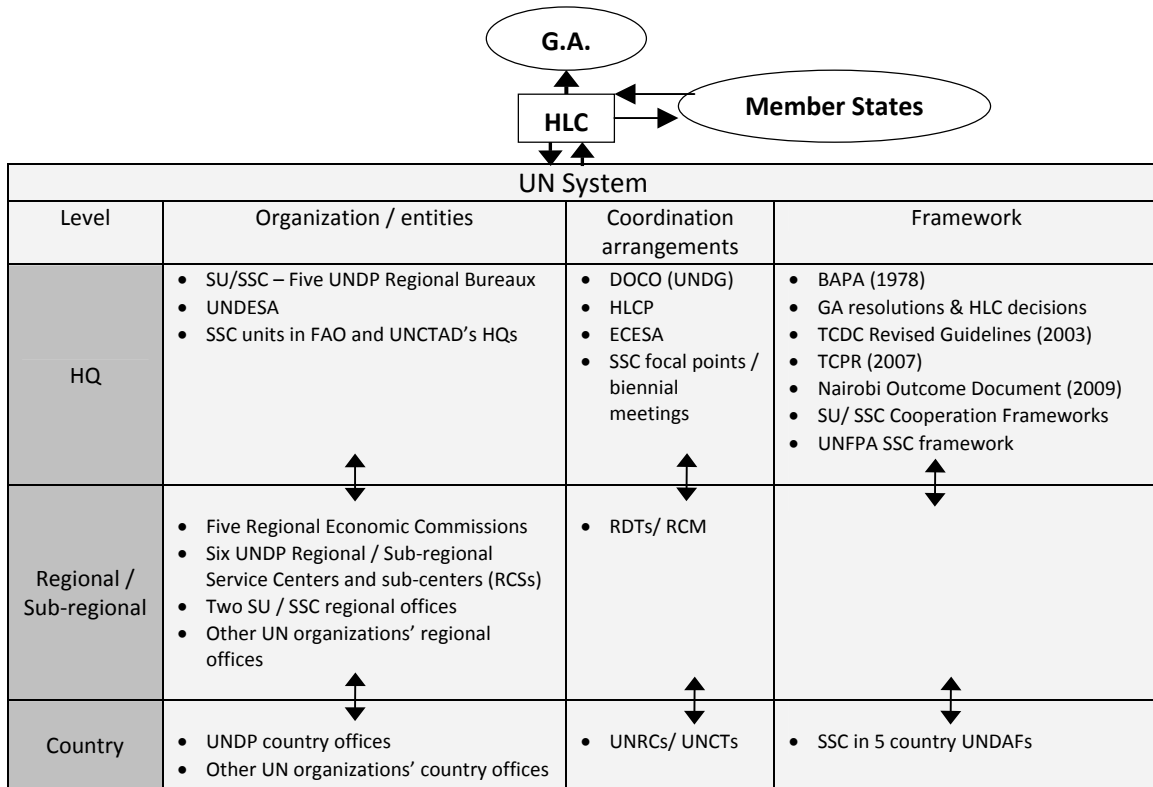 G.A.
HLC
Member States
UN System
Level
Organization / entities
Coordination
arrangements
Framework
HQ
• SU/SSC – Five UNDP Regional Bureaux
• UNDESA
• SSC units in FAO and UNCTAD's HQs
• DOCO (UNDG)
• HLCP
• ECESA
• SSC focal points /
biennial
meetings
• BAPA (1978)
• GA resolutions & HLC decisions
• TCDC Revised Guidelines (2003)
• TCPR (2007)
• Nairobi Outcome Document (2009)
• SU/ SSC Cooperation Frameworks
• UNFPA SSC framework
Regional /
Sub-regional
• Five Regional Economic Commissions
• Six UNDP Regional / Sub-regional
Service Centers and sub-centers (RCSs)
• Two SU / SSC regional offices
• Other UN organizations' regional
offices
• RDTs/ RCM
Country
• UNDP country offices
• Other UN organizations' country offices
• UNRCs/ UNCTs
• SSC in 5 country UNDAFs